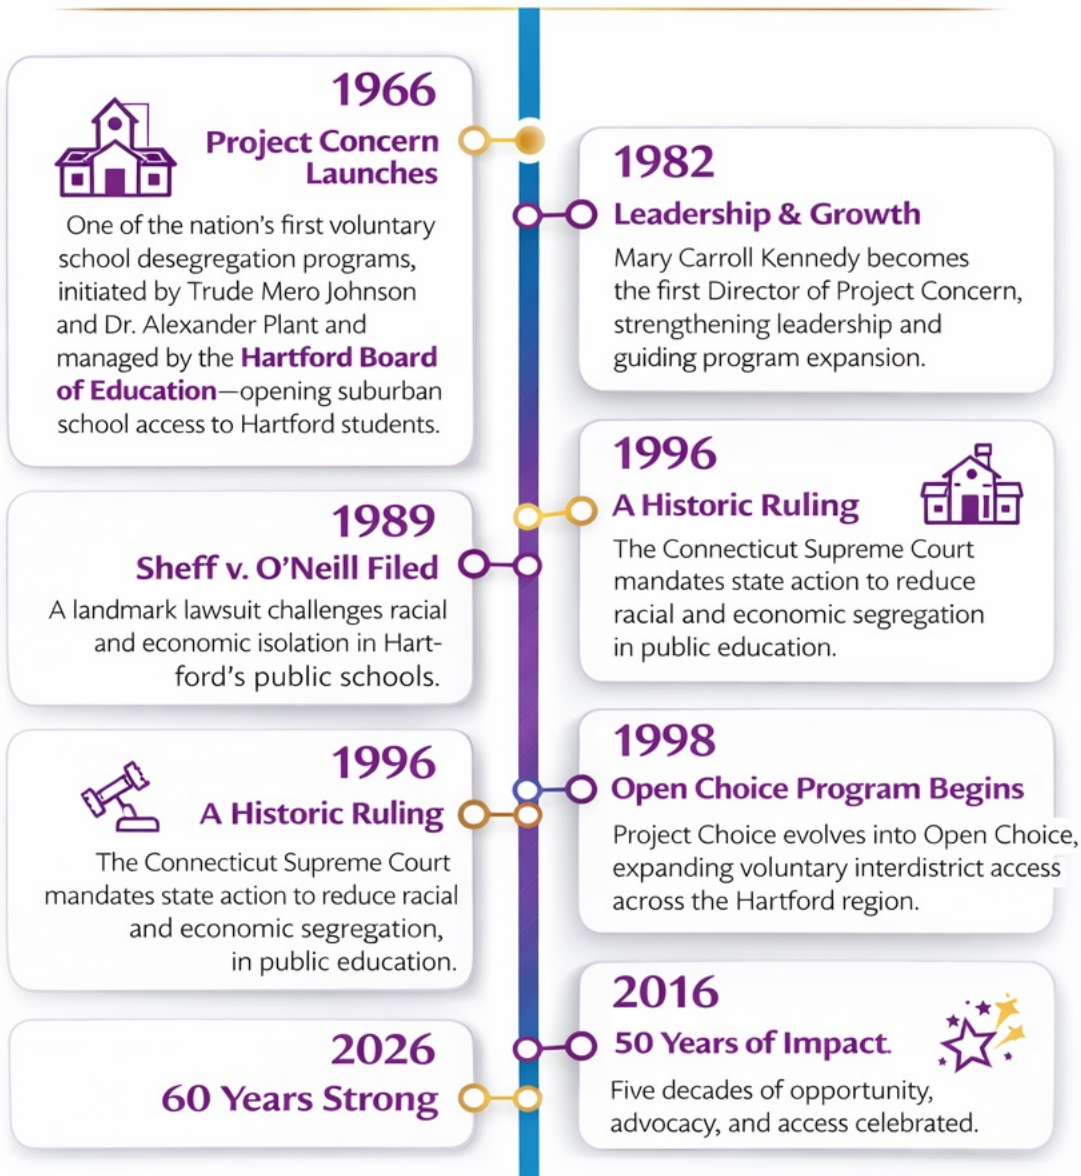 1966
Project Concern
Launches
One of the nation's first voluntary
school desegregation programs,
initiated by Trude Mero Johnson
and Dr. Alexander Plant and
managed by the Hartford Board
of Education—opening suburban
school access to Hartford students.
1982
Leadership & Growth
Mary Carroll Kennedy becomes
the first Director of Project Concern,
strengthening leadership and
guiding program expansion.
1989
Sheff v. O'Neill Filed
A landmark lawsuit challenges racial
and economic isolation in Hart-
ford's public schools.
1996
A Historic Ruling
The Connecticut Supreme Court
mandates state action to reduce
racial and economic segregation
in public education.
1996
A Historic Ruling
The Connecticut Supreme Court
mandates state action to reduce racial
and economic segregation,
in public education.
1998
Open Choice Program Begins
Project Choice evolves into Open Choice,
expanding voluntary interdistrict access
across the Hartford region.
2016
50 Years of Impact.
Five decades of opportunity,
advocacy, and access celebrated.
2026
60 Years Strong